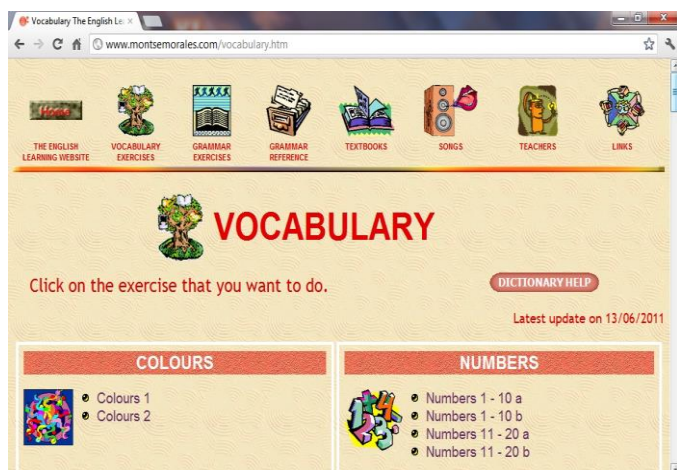 Vocabulary The English Le
www.montsemorales.com/vocabulary.htm
Home
THE ENGLISH
LEARNING WEBSITE
VOCABULARY
EXERCISES
GRAMMAR
EXERCISES
GRAMMAR
REFERENCE
TEXTBOOKS
SONGS
TEACHERS
LINKS
VOCABULARY
Click on the exercise that you want to do.
DICTIONARY HELP
Latest update on 13/06/2011
COLOURS
Colours 1
Colours 2
NUMBERS
Numbers 1 - 10 a
Numbers 1 - 10 b
Numbers 11 - 20 a
Numbers 11 - 20 b